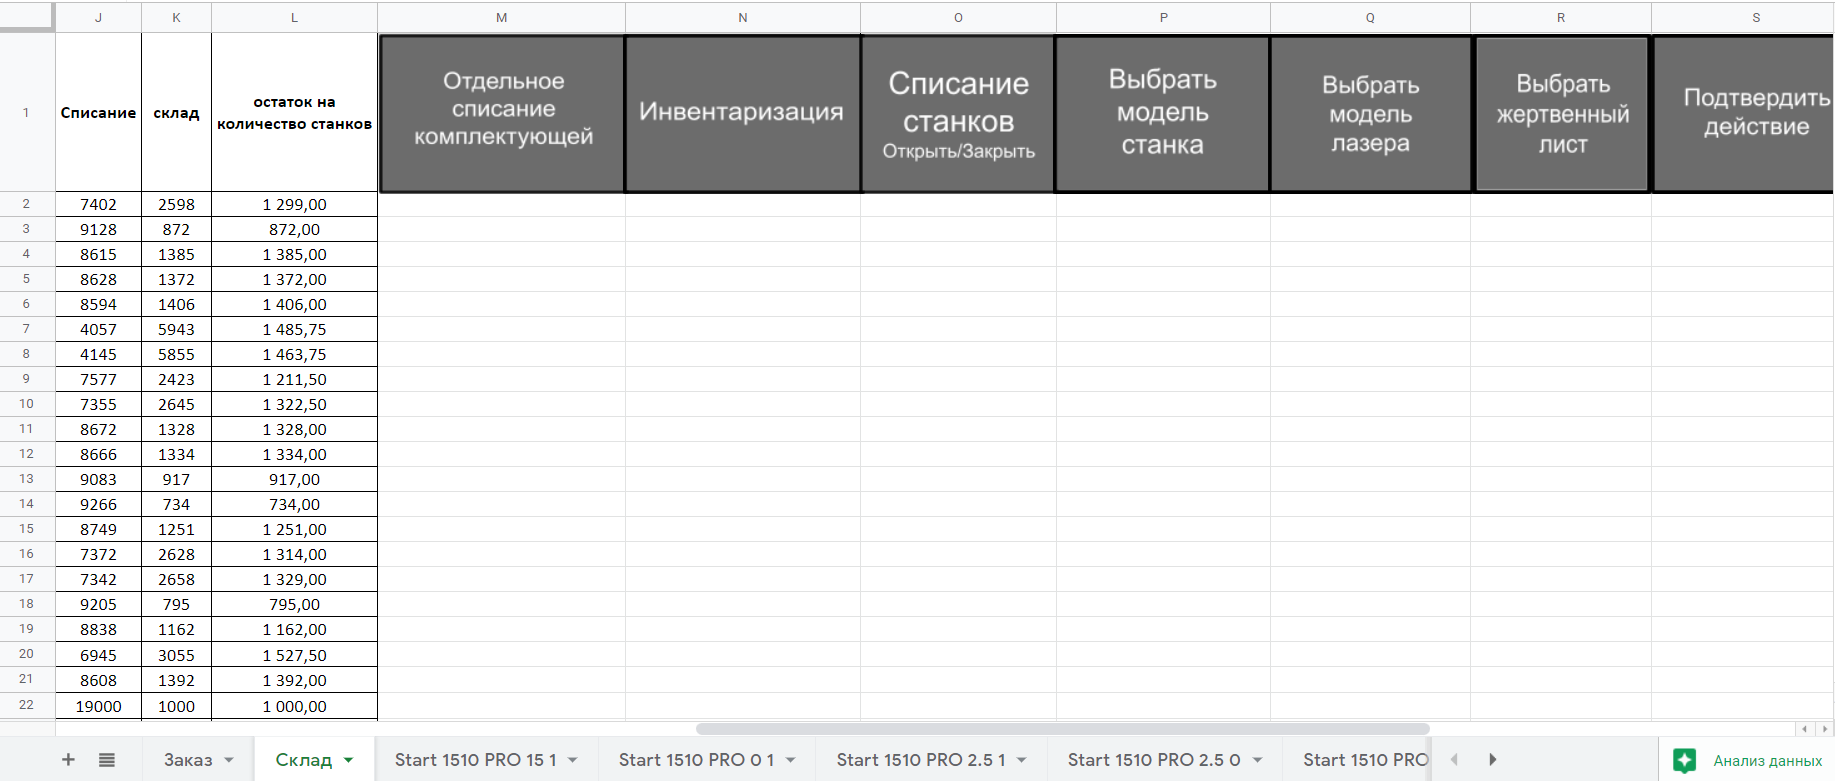 J K L M N O P Q R S
1 Списание склад остаток на количество станков
Отдельное списание комплектующей
Инвентаризация
Списание станков
Открыть/Закрыть
Выбрать модель станка
Выбрать модель лазера
Выбрать жертвенный лист
Подтвердить действие
2 7402 2598 1 299,00
3 9128 872 872,00
4 8615 1385 1 385,00
5 8628 1372 1 372,00
6 8594 1406 1 406,00
7 4057 5943 1 485,75
8 4145 5855 1 463,75
9 7577 2423 1 211,50
10 7355 2645 1 322,50
11 8672 1328 1 328,00
12 8666 1334 1 334,00
13 9083 917 917,00
14 9266 734 734,00
15 8749 1251 1 251,00
16 7372 2628 1 314,00
17 7342 2658 1 329,00
18 9205 795 795,00
19 8838 1162 1 162,00
20 6945 3055 1 527,50
21 8608 1392 1 392,00
22 19000 1000 1 000,00
Заказ Склад Start 1510 PRO 15 1 Start 1510 PRO 0 1 Start 1510 PRO 2.5 1 Start 1510 PRO 2.5 0 Start 1510 PRO Анализ данных